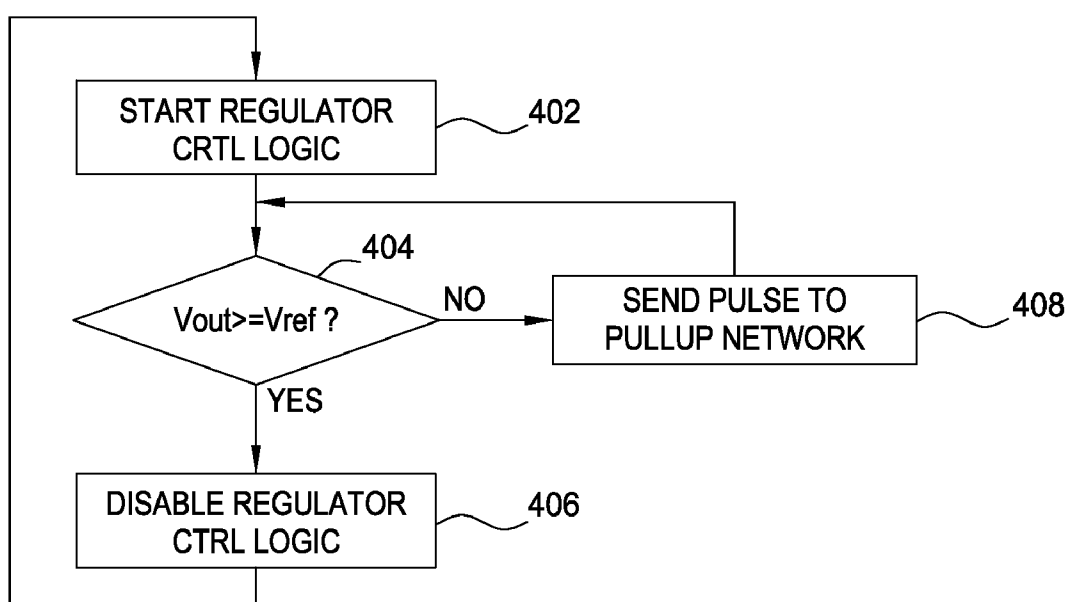 START REGULATOR
CRTL LOGIC
402
404
Vout>=Vref ?
NO
SEND PULSE TO
PULLUP NETWORK
408
YES
DISABLE REGULATOR
CTRL LOGIC
406